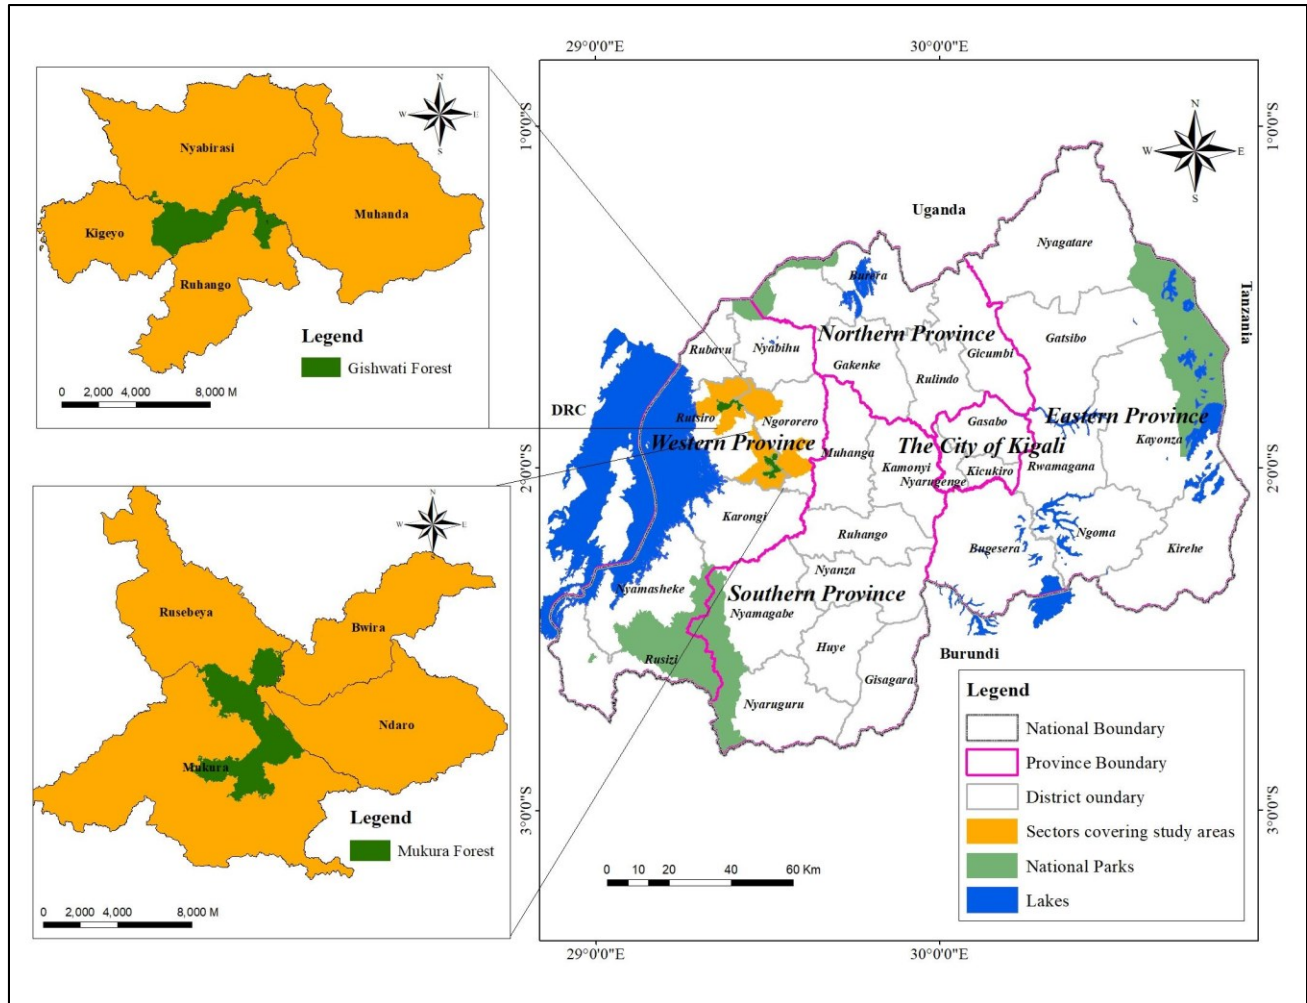 N
W
E
S
Nyabirasi
Muhanda
Kigeyo
Ruhango
Legend
Gishwati Forest
0 2,000 4,000 8,000 M
N
W
E
S
Rusebeya
Bwira
Ndaro
Mukura
Legend
Mukura Forest
0 2,000 4,000 8,000 M
29°0'0"E
30°0'0"E
1°0'0"S
1°0'0"S
N
W
E
S
Uganda
Nyagatare
Burera
Tanzania
Northern Province
Rubavu
Nyabihu
Gakenke
Gicumbi
Gatsibo
Rulindo
DRC
Rutsiro
Ngororero
Gasabo
Eastern Province
Western Province
The City of Kigali
Kayonza
Muhanga
Kamonyi
Kicukiro
Rwamagana
Nyarugenge
2°0'0"S
2°0'0"S
Karongi
Ruhango
Bugesera
Ngoma
Kirehe
Nyanza
Nyamasheke
Southern Province
Nyamagabe
Huye
Burundi
Rusizi
Gisagara
Nyaruguru
Legend
National Boundary
Province Boundary
District oundary
Sectors covering study areas
National Parks
Lakes
3°0'0"S
3°0'0"S
0 10 20 40 60 Km
29°0'0"E
30°0'0"E